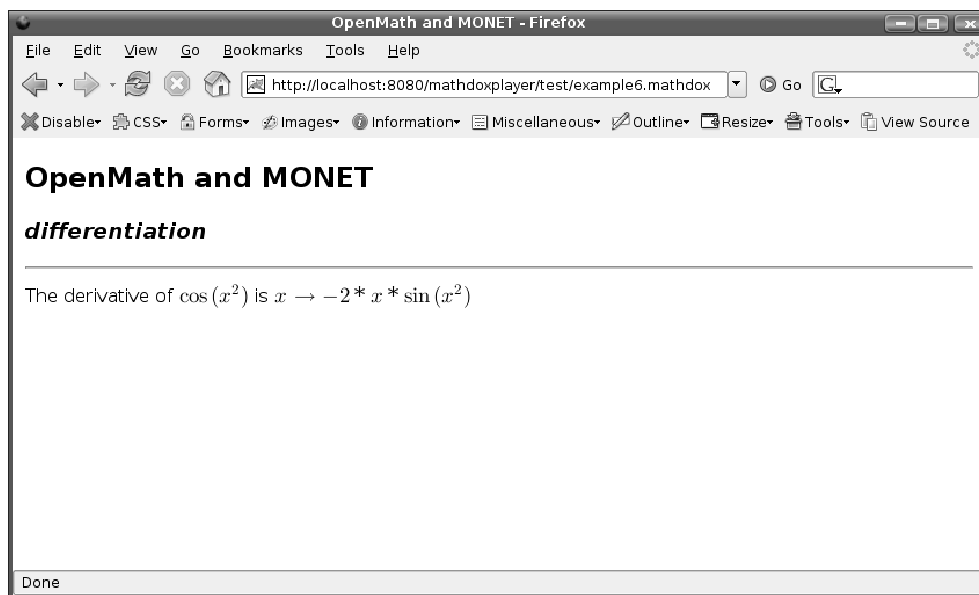 OpenMath and MONET - Firefox
File Edit View Go Bookmarks Tools Help
http://localhost:8080/mathdoxplayer/test/example6.mathdox Go G
Disable CSS Forms Images Information Miscellaneous Outline Resize Tools View Source
OpenMath and MONET
differentiation
The derivative of cos (x²) is x → −2 * x * sin (x²)
Done